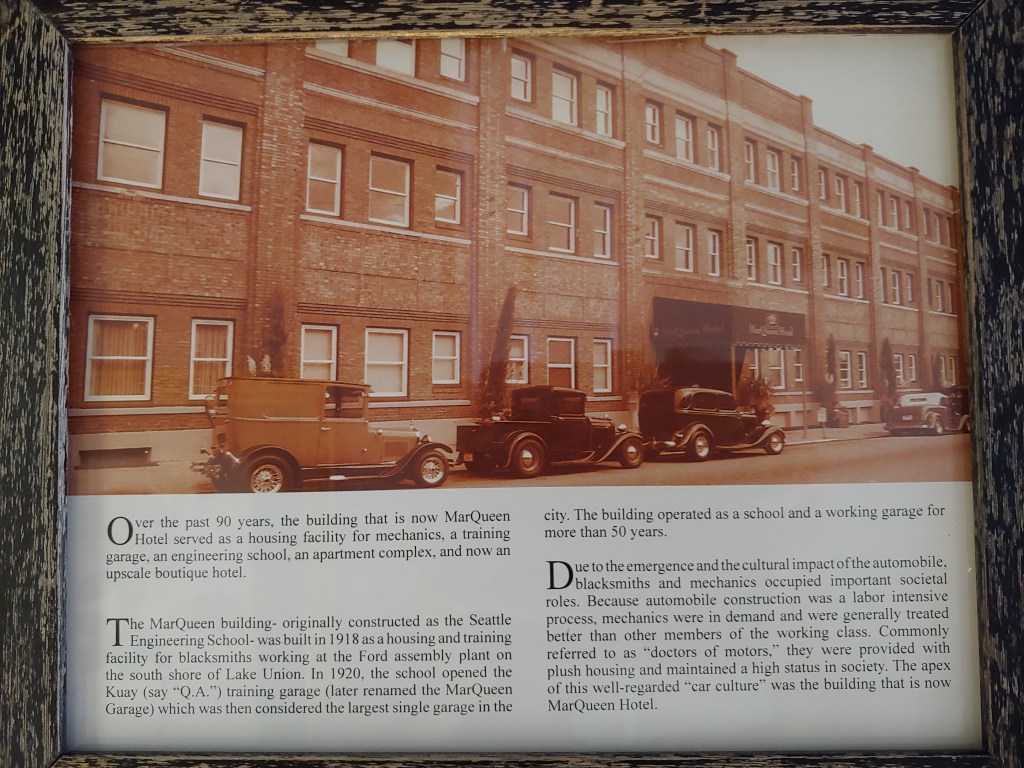 MarQueen Hotel
MarQueen Hotel
Over the past 90 years, the building that is now MarQueen
Hotel served as a housing facility for mechanics, a training
garage, an engineering school, an apartment complex, and now an
upscale boutique hotel.
The MarQueen building- originally constructed as the Seattle
Engineering School- was built in 1918 as a housing and training
facility for blacksmiths working at the Ford assembly plant on
the south shore of Lake Union. In 1920, the school opened the
Kuay (say “Q.A.”) training garage (later renamed the MarQueen
Garage) which was then considered the largest single garage in the
city. The building operated as a school and a working garage for
more than 50 years.
Due to the emergence and the cultural impact of the automobile,
blacksmiths and mechanics occupied important societal
roles. Because automobile construction was a labor intensive
process, mechanics were in demand and were generally treated
better than other members of the working class. Commonly
referred to as “doctors of motors,” they were provided with
plush housing and maintained a high status in society. The apex
of this well-regarded “car culture” was the building that is now
MarQueen Hotel.